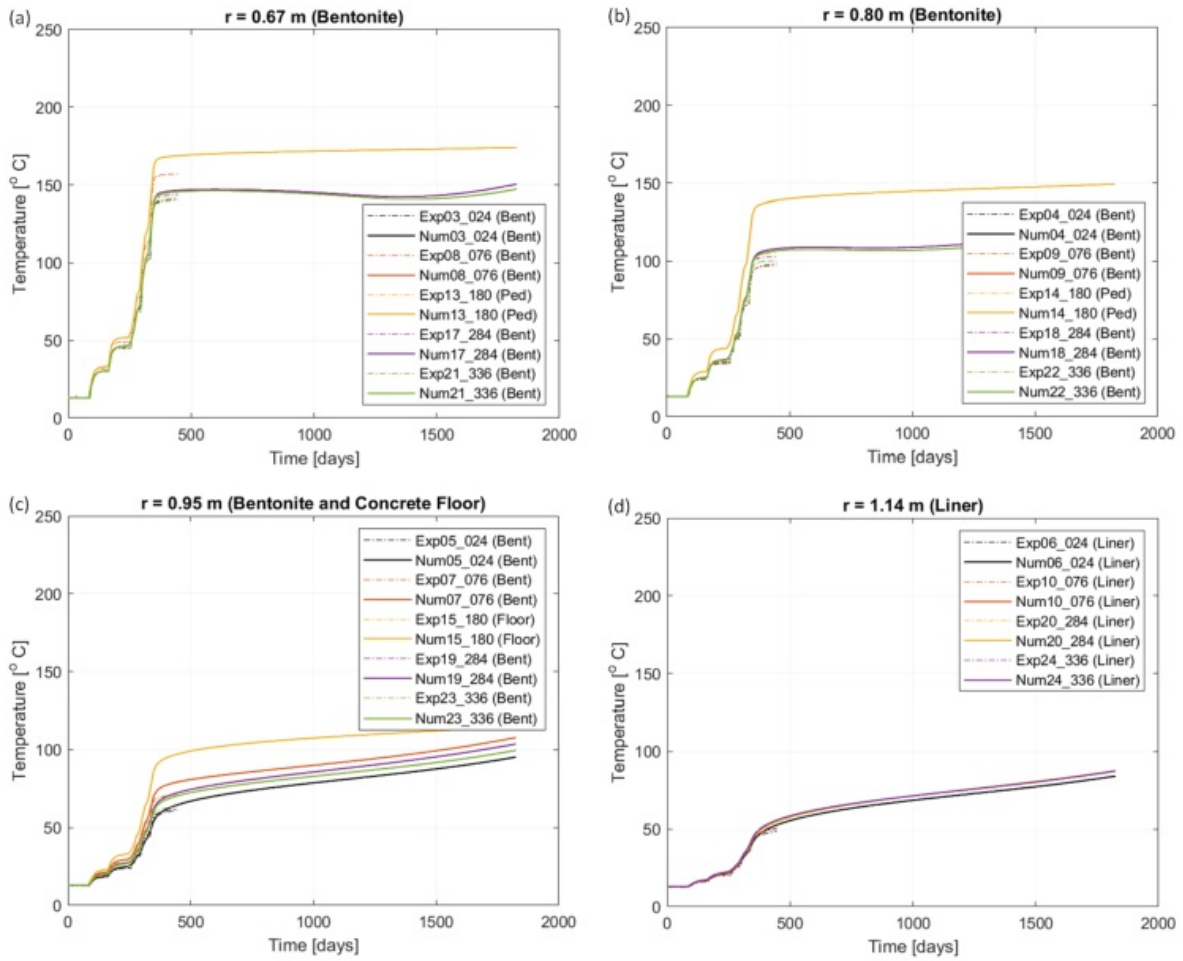 (a)
r = 0.67 m (Bentonite)
250
200
150
100
50
0
Temperature [° C]
0 500 1000 1500 2000
Time [days]
Exp03_024 (Bent)
Num03_024 (Bent)
Exp08_076 (Bent)
Num08_076 (Bent)
Exp13_180 (Ped)
Num13_180 (Ped)
Exp17_284 (Bent)
Num17_284 (Bent)
Exp21_336 (Bent)
Num21_336 (Bent)
(b)
r = 0.80 m (Bentonite)
250
200
150
100
50
0
Temperature [° C]
0 500 1000 1500 2000
Time [days]
Exp04_024 (Bent)
Num04_024 (Bent)
Exp09_076 (Bent)
Num09_076 (Bent)
Exp14_180 (Ped)
Num14_180 (Ped)
Exp18_284 (Bent)
Num18_284 (Bent)
Exp22_336 (Bent)
Num22_336 (Bent)
(c)
r = 0.95 m (Bentonite and Concrete Floor)
250
200
150
100
50
0
Temperature [° C]
0 500 1000 1500 2000
Time [days]
Exp05_024 (Bent)
Num05_024 (Bent)
Exp07_076 (Bent)
Num07_076 (Bent)
Exp15_180 (Floor)
Num15_180 (Floor)
Exp19_284 (Bent)
Num19_284 (Bent)
Exp23_336 (Bent)
Num23_336 (Bent)
(d)
r = 1.14 m (Liner)
250
200
150
100
50
0
Temperature [° C]
0 500 1000 1500 2000
Time [days]
Exp06_024 (Liner)
Num06_024 (Liner)
Exp10_076 (Liner)
Num10_076 (Liner)
Exp20_284 (Liner)
Num20_284 (Liner)
Exp24_336 (Liner)
Num24_336 (Liner)